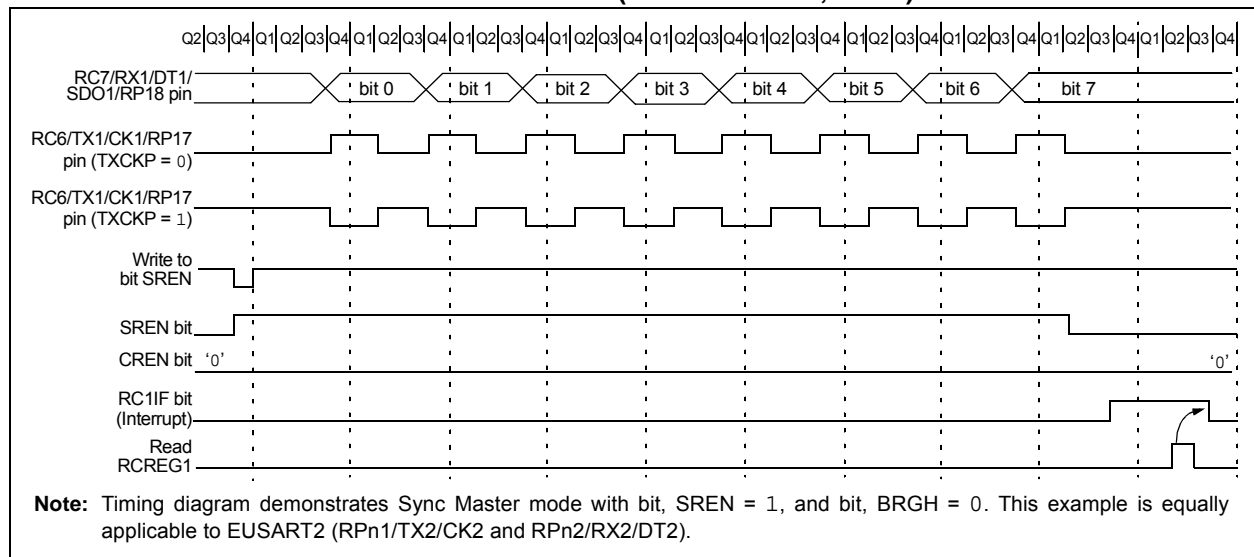 Q2 Q3 Q4 Q1 Q2 Q3 Q4 Q1 Q2 Q3 Q4 Q1 Q2 Q3 Q4 Q1 Q2 Q3 Q4 Q1 Q2 Q3 Q4 Q1 Q2 Q3 Q4 Q1 Q2 Q3 Q4 Q1 Q2 Q3 Q4 Q1 Q2 Q3 Q4 Q1 Q2 Q3 Q4
RC7/RX1/DT1/
SDO1/RP18 pin
bit 0 bit 1 bit 2 bit 3 bit 4 bit 5 bit 6 bit 7
RC6/TX1/CK1/RP17
pin (TXCKP = 0)
RC6/TX1/CK1/RP17
pin (TXCKP = 1)
Write to
bit SREN
SREN bit
CREN bit '0' '0'
RC1IF bit
(Interrupt)
Read
RCREG1
Note: Timing diagram demonstrates Sync Master mode with bit, SREN = 1, and bit, BRGH = 0. This example is equally
applicable to EUSART2 (RPn1/TX2/CK2 and RPn2/RX2/DT2).